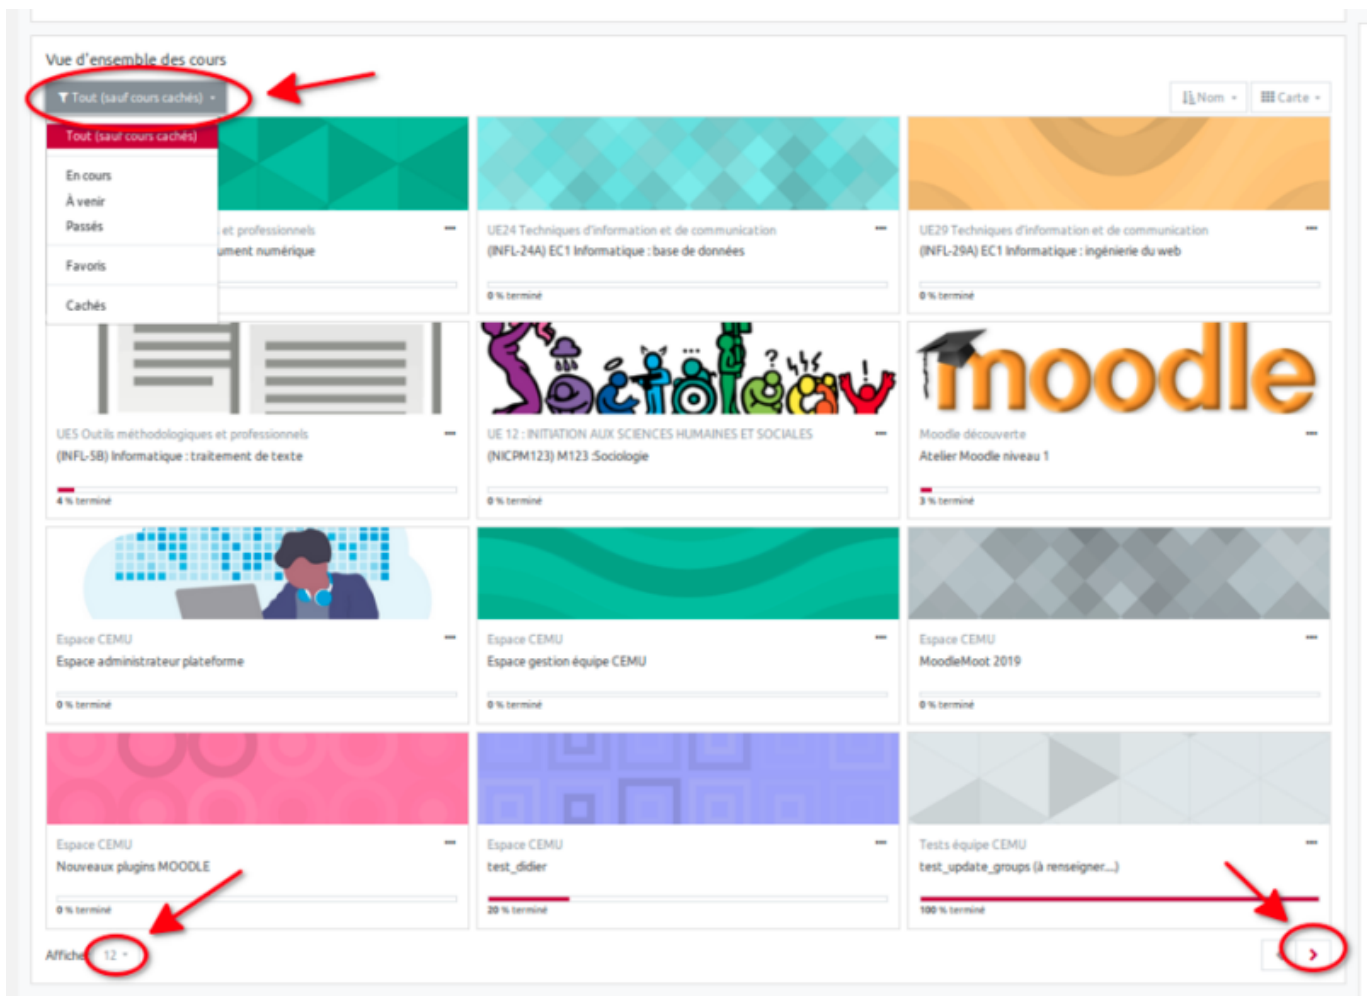 Vue d'ensemble des cours
Tout (sauf cours cachés)
Nom
Carte
Tout (sauf cours cachés)
En cours
À venir
Passés
Favoris
Cachés
et professionnels
ument numérique
UE24 Techniques d'information et de communication
(INFL-24A) EC1 Informatique : base de données
0 % terminé
UE29 Techniques d'information et de communication
(INFL-29A) EC1 Informatique : ingénierie du web
0 % terminé
UE5 Outils méthodologiques et professionnels
(INFL-5B) Informatique : traitement de texte
4 % terminé
Sociology
UE 12 : INITIATION AUX SCIENCES HUMAINES ET SOCIALES
(NICPM123) M123 :Sociologie
0 % terminé
moodle
Moodle découverte
Atelier Moodle niveau 1
3 % terminé
Espace CEMU
Espace administrateur plateforme
0 % terminé
Espace CEMU
Espace gestion équipe CEMU
0 % terminé
Espace CEMU
MoodleMoot 2019
0 % terminé
Espace CEMU
Nouveaux plugins MOODLE
0 % terminé
Espace CEMU
test_didier
20 % terminé
Tests équipe CEMU
test_update_groups (à renseigner....)
100 % terminé
Affiche 12